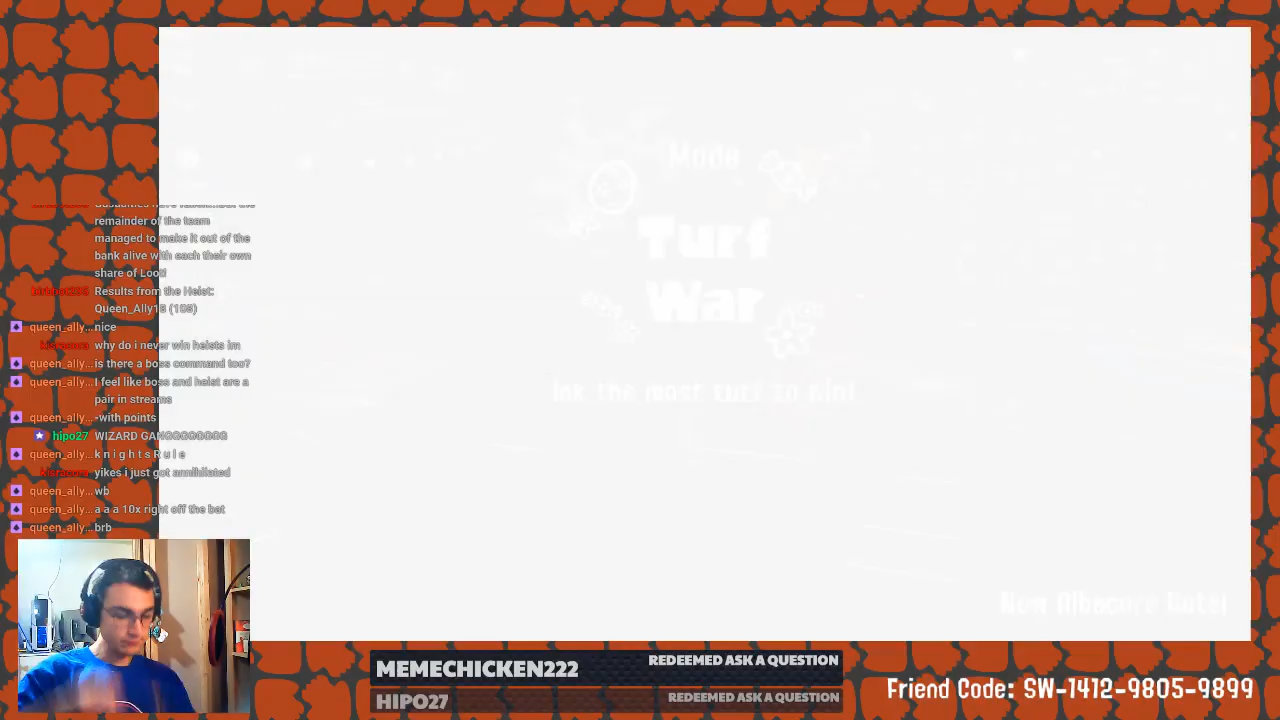 Mode
Turf
War
Ink the most turf to win!
New Albacore Hotel
remainder of the team
managed to make it out of the
bank alive with each their own
share of Loot!
Results from the Heist:
Queen_Ally18 (108)
queen_ally... nice
why do i never win heists im
queen_ally... is there a boss command too?
queen_ally... I feel like boss and heist are a
pair in streams
queen_ally... -with points
hipo27 WIZARD GANGGGGGGGG
queen_ally... k n i g h t s R u l e
yikes i just got annihilated
queen_ally... wb
queen_ally... a a a 10x right off the bat
queen_ally... brb
MEMECHICKEN222 REDEEMED ASK A QUESTION
HIPO27 REDEEMED ASK A QUESTION
Friend Code: SW-1412-9805-9899